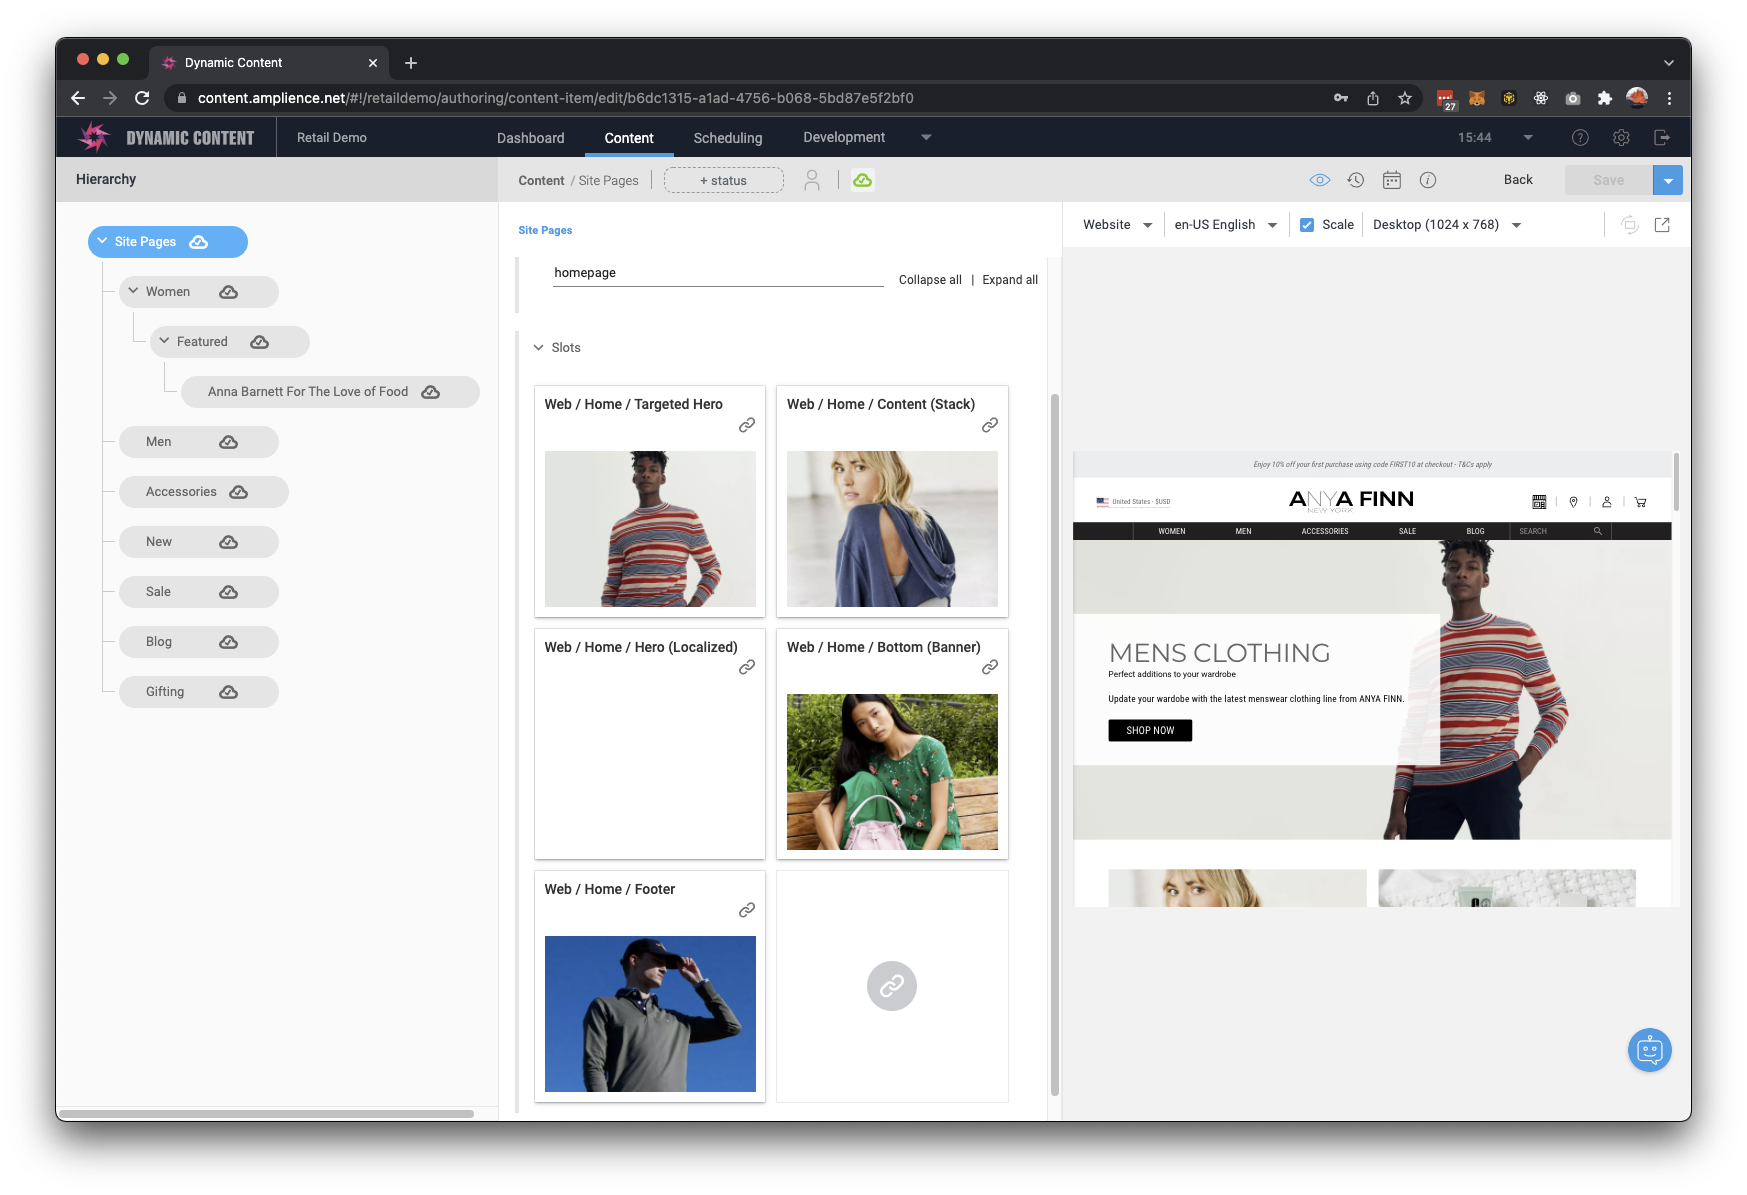 Dynamic Content
content.amplience.net/#!/retaildemo/authoring/content-item/edit/b6dc1315-a1ad-4756-b068-5bd87e5f2bf0
27
DYNAMIC CONTENT
Retail Demo
Dashboard
Content
Scheduling
Development
15:44
Hierarchy
Content / Site Pages
+ status
Back
Save
Site Pages
Women
Featured
Anna Barnett For The Love of Food
Men
Accessories
New
Sale
Blog
Gifting
Site Pages
homepage
Collapse all | Expand all
Slots
Web / Home / Targeted Hero
Web / Home / Content (Stack)
Web / Home / Hero (Localized)
Web / Home / Bottom (Banner)
Web / Home / Footer
Website
en-US English
Scale
Desktop (1024 x 768)
Enjoy 10% off your first purchase using code FIRST10 at checkout - T&Cs apply
United States - $USD
ANYA FINN
NEW YORK
WOMEN
MEN
ACCESSORIES
SALE
BLOG
SEARCH
MENS CLOTHING
Perfect additions to your wardrobe
Update your wardobe with the latest menswear clothing line from ANYA FINN.
SHOP NOW